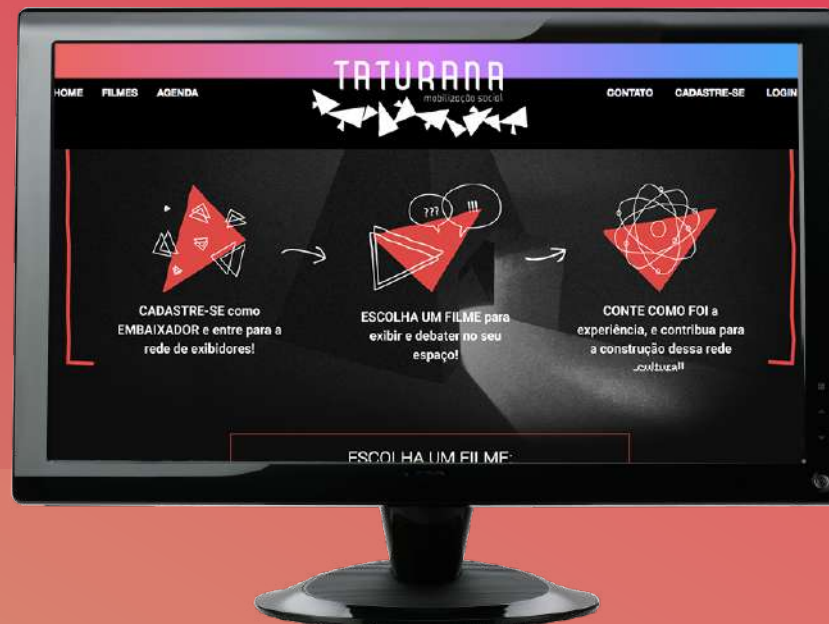 TATURANA
mobilização social
HOME FILMES AGENDA
CONTATO CADASTRE-SE LOGIN
??? !!!
CADASTRE-SE como
EMBAIXADOR e entre para a
rede de exibidores!
ESCOLHA UM FILME para
exibir e debater no seu
espaço!
CONTE COMO FOI a
experiência, e contribua para
a construção dessa rede
cultural!
ESCOLHA UM FILME: